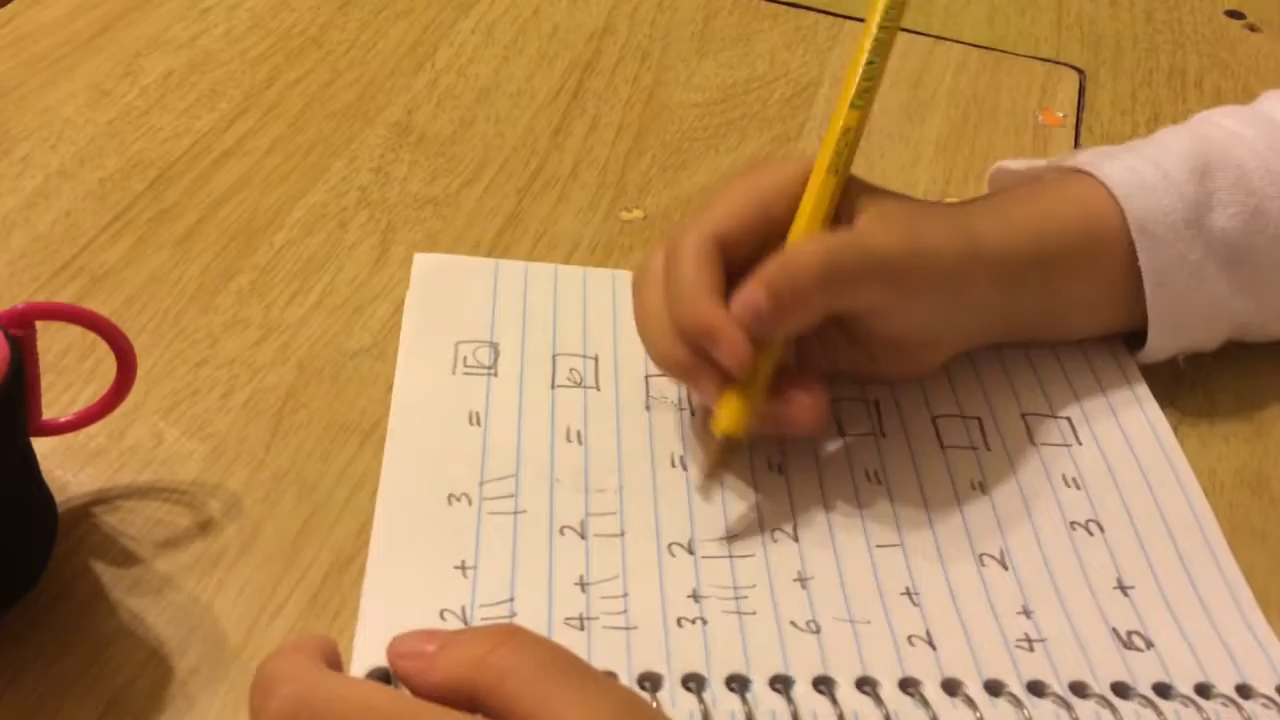 2 + 3 = 5
4 + 2 = 6
3 + 2 = 
6 + 2 = 
2 + 1 = 
4 + 2 = 
5 + 3 =